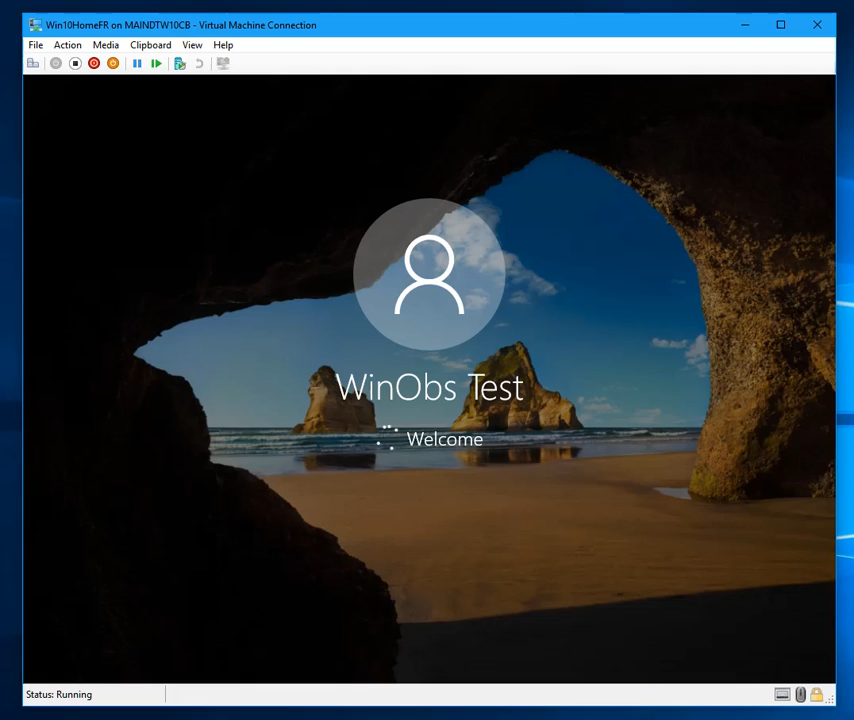 Win10HomeFR on MAINDTW10CB - Virtual Machine Connection
File Action Media Clipboard View Help
WinObs Test
Welcome
Status: Running